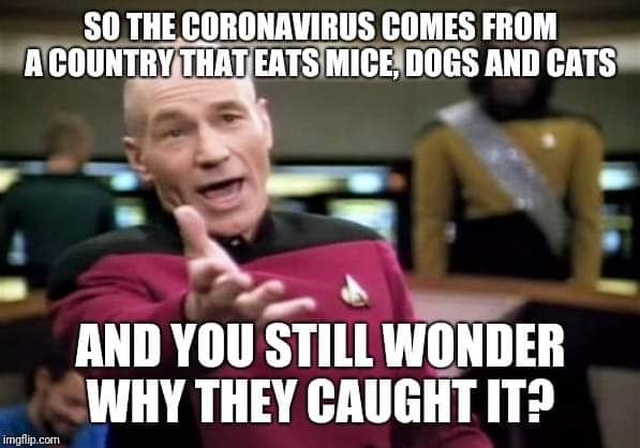 SO THE CORONAVIRUS COMES FROM
A COUNTRY THAT EATS MICE, DOGS AND CATS
AND YOU STILL WONDER
WHY THEY CAUGHT IT?
imgflip.com